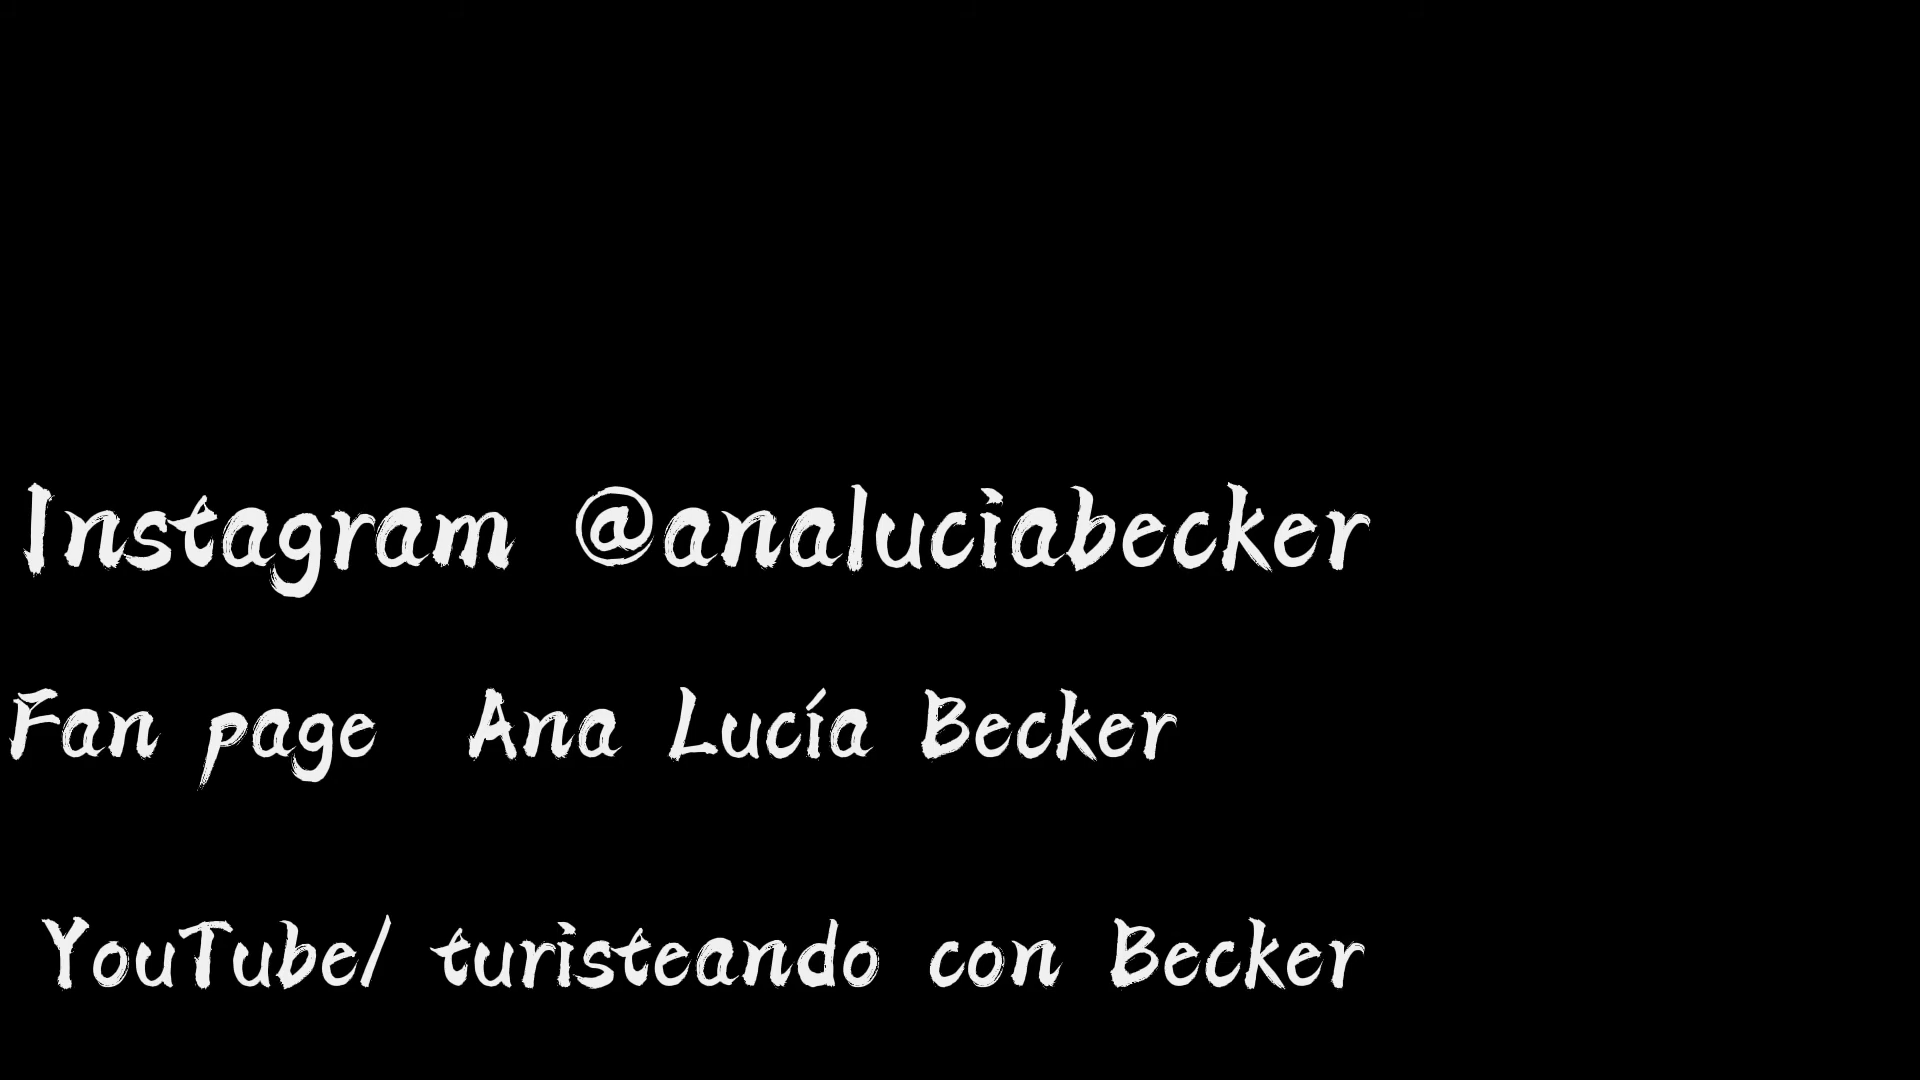 Instagram @analuciabecker
Fan page Ana Lucía Becker
YouTube/ turisteando con Becker